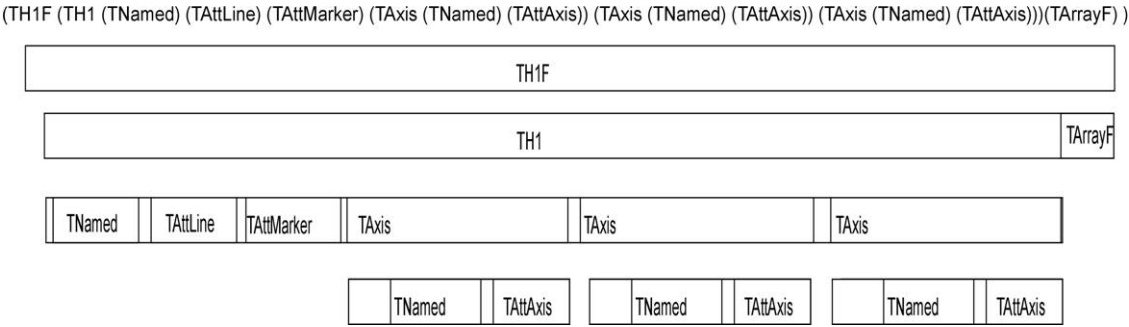 (TH1F (TH1 (TNamed) (TAttLine) (TAttMarker) (TAxis (TNamed) (TAttAxis)) (TAxis (TNamed) (TAttAxis)) (TAxis (TNamed) (TAttAxis)))(TArrayF) )
TH1F
TH1 TArrayF
TNamed TAttLine TAttMarker TAxis TAxis TAxis
TNamed TAttAxis TNamed TAttAxis TNamed TAttAxis